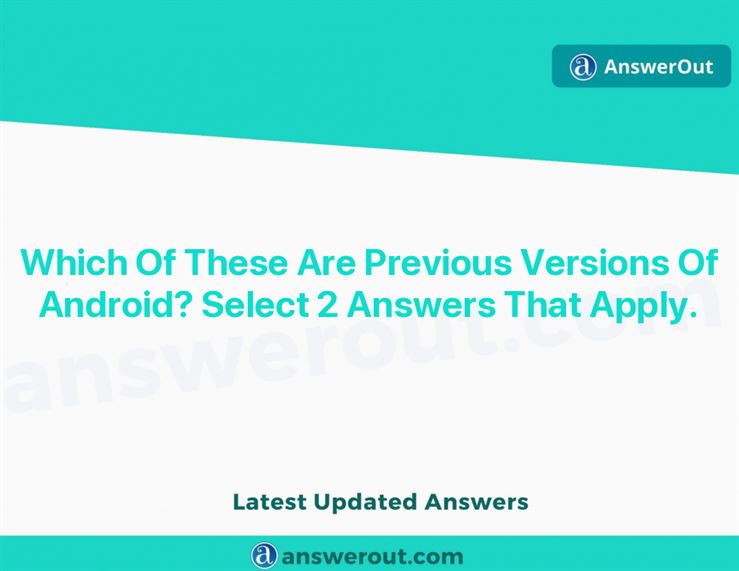 AnswerOut
Which Of These Are Previous Versions Of
Android? Select 2 Answers That Apply.
answerout.com
Latest Updated Answers
answerout.com